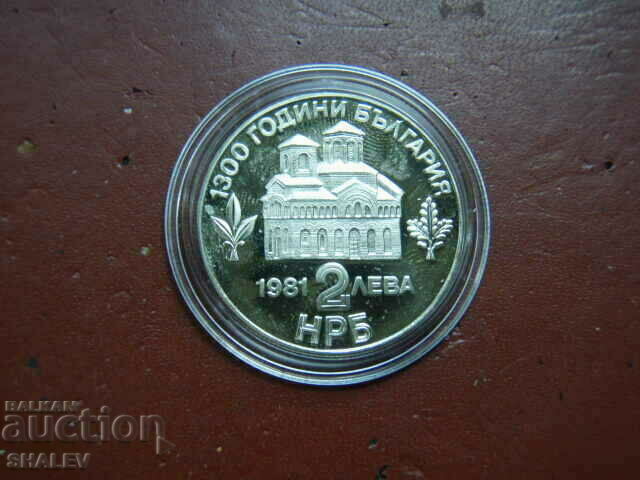 1300 ГОДИНИ БЪЛГАРИЯ
1981 2 ЛЕВА
НРБ
BALKAN
auction
SHALEV